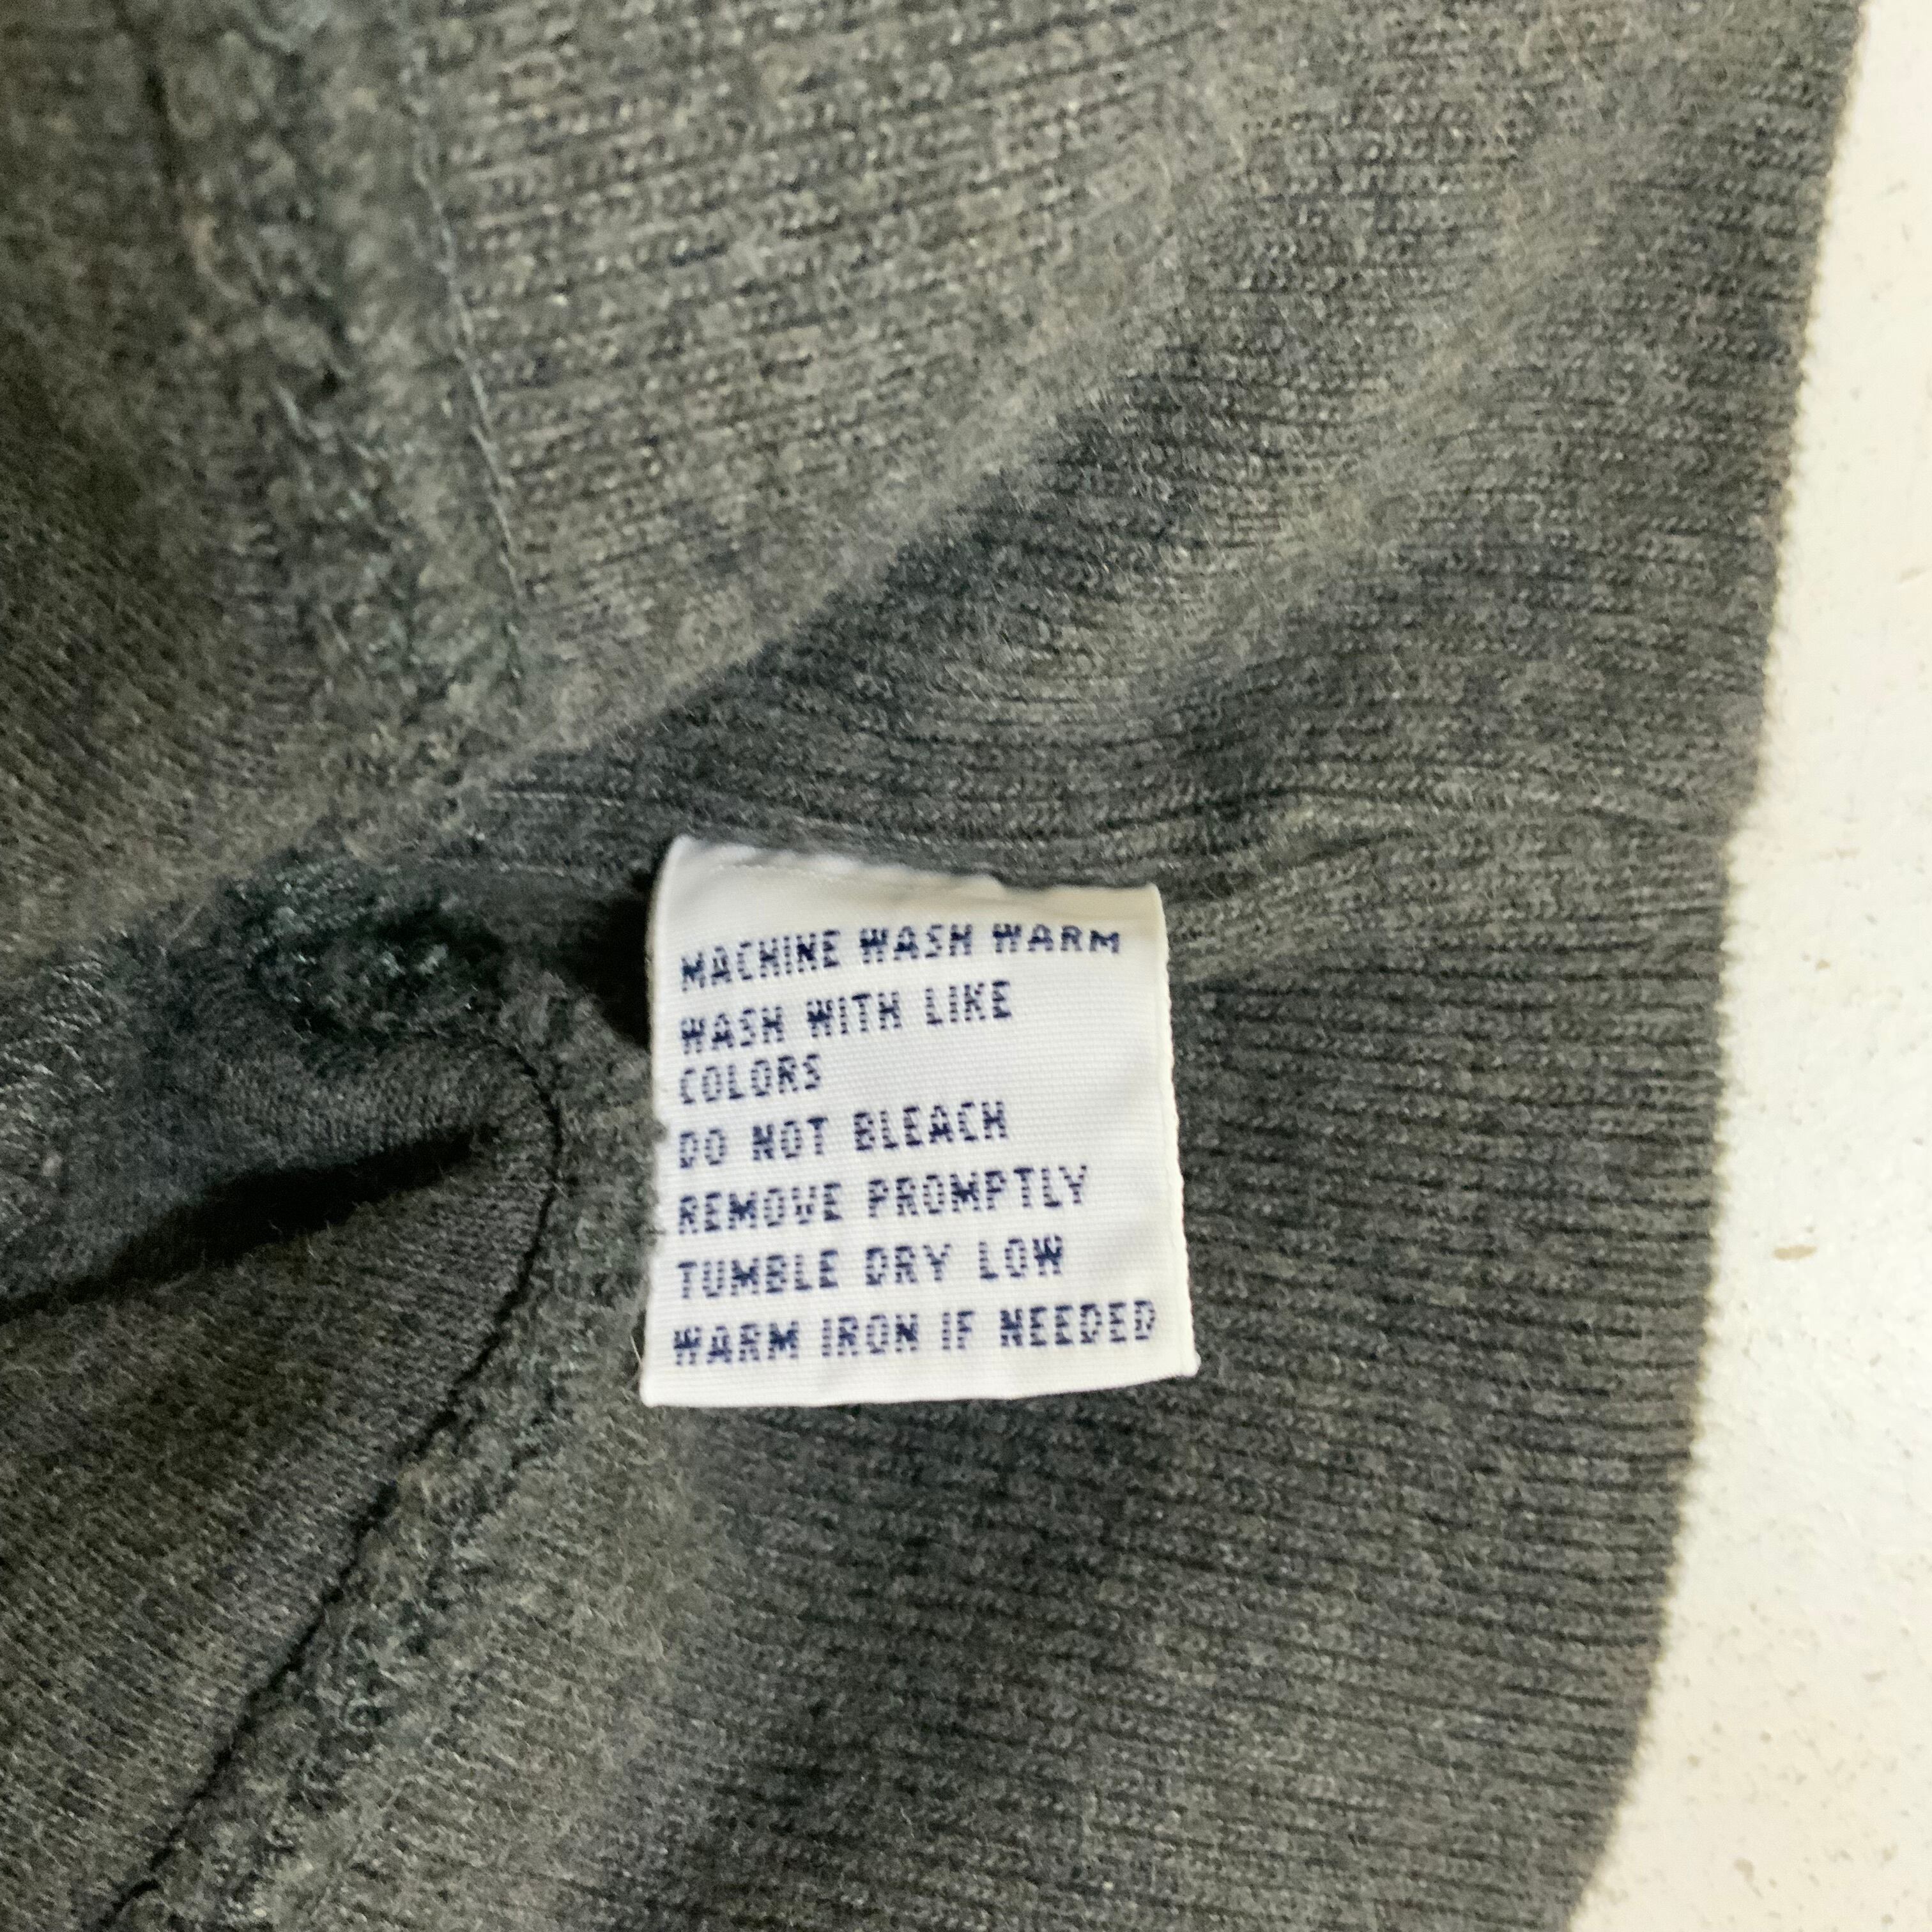 MACHINE WASH WARM
WASH WITH LIKE
COLORS
DO NOT BLEACH
REMOVE PROMPTLY
TUMBLE DRY LOW
WARM IRON IF NEEDED